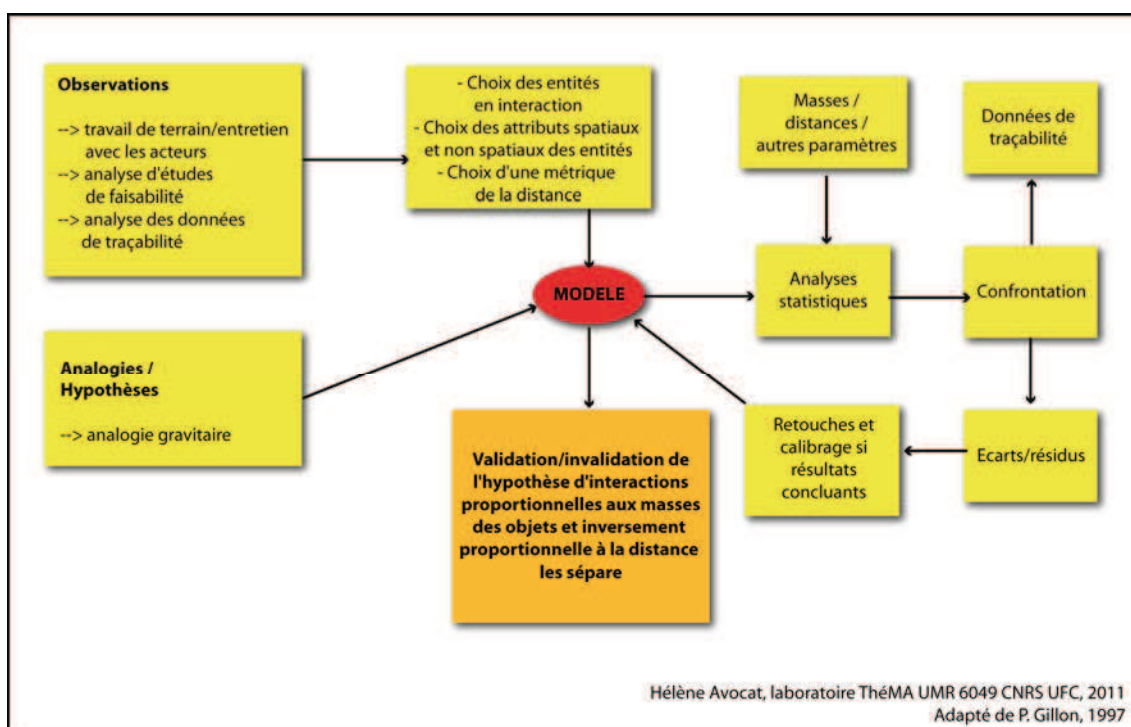 Observations
--> travail de terrain/entretien
avec les acteurs
--> analyse d'études
de faisabilité
--> analyse des données
de traçabilité
- Choix des entités
en interaction
- Choix des attributs spatiaux
et non spatiaux des entités
- Choix d'une métrique
de la distance
Masses /
distances /
autres paramètres
Données de
traçabilité
MODELE
Analyses
statistiques
Confrontation
Analogies /
Hypothèses
--> analogie gravitaire
Validation/invalidation de
l'hypothèse d'interactions
proportionnelles aux masses
des objets et inversement
proportionnelle à la distance
les sépare
Retouches et
calibrage si
résultats
concluants
Ecarts/résidus
Hélène Avocat, laboratoire ThéMA UMR 6049 CNRS UFC, 2011
Adapté de P. Gillon, 1997